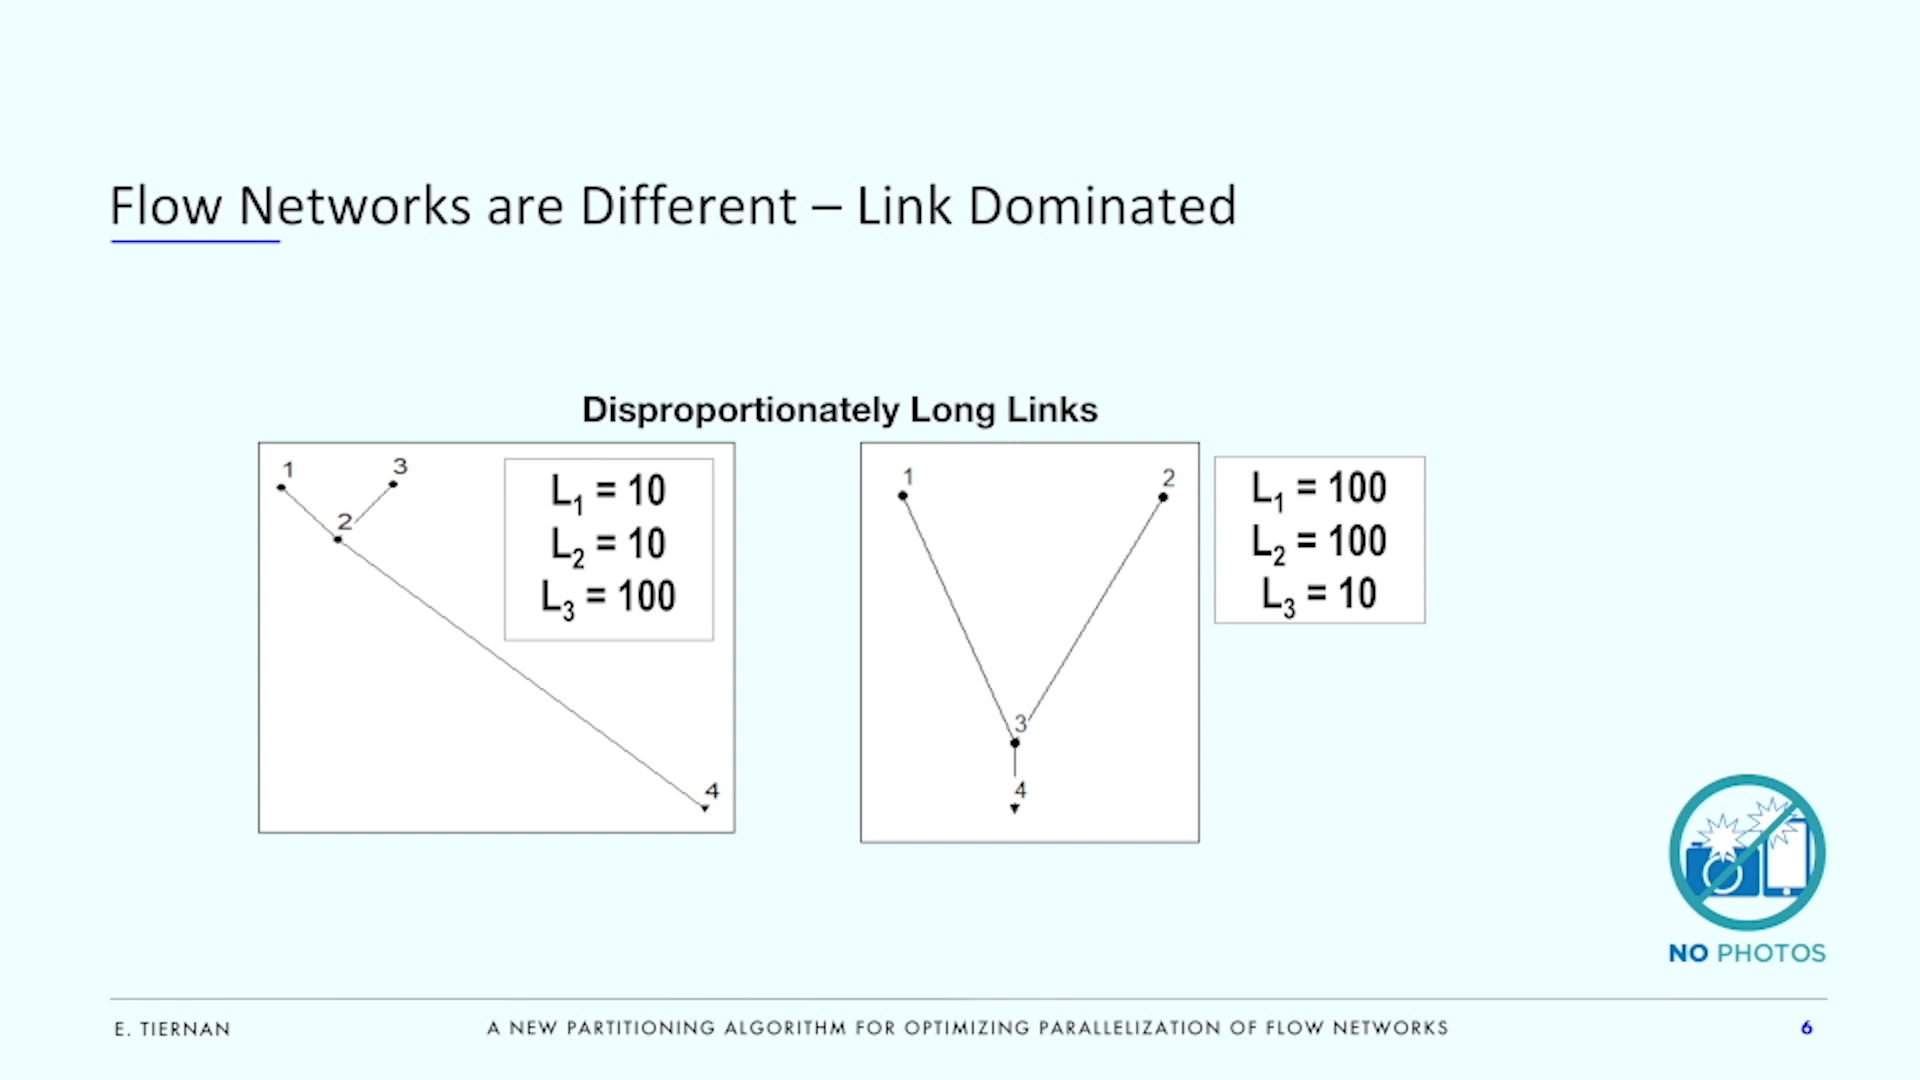 Flow Networks are Different – Link Dominated
Disproportionately Long Links
1
3
2
4
L₁ = 10
L₂ = 10
L₃ = 100
1
2
3
4
L₁ = 100
L₂ = 100
L₃ = 10
NO PHOTOS
E. TIERNAN
A NEW PARTITIONING ALGORITHM FOR OPTIMIZING PARALLELIZATION OF FLOW NETWORKS
6